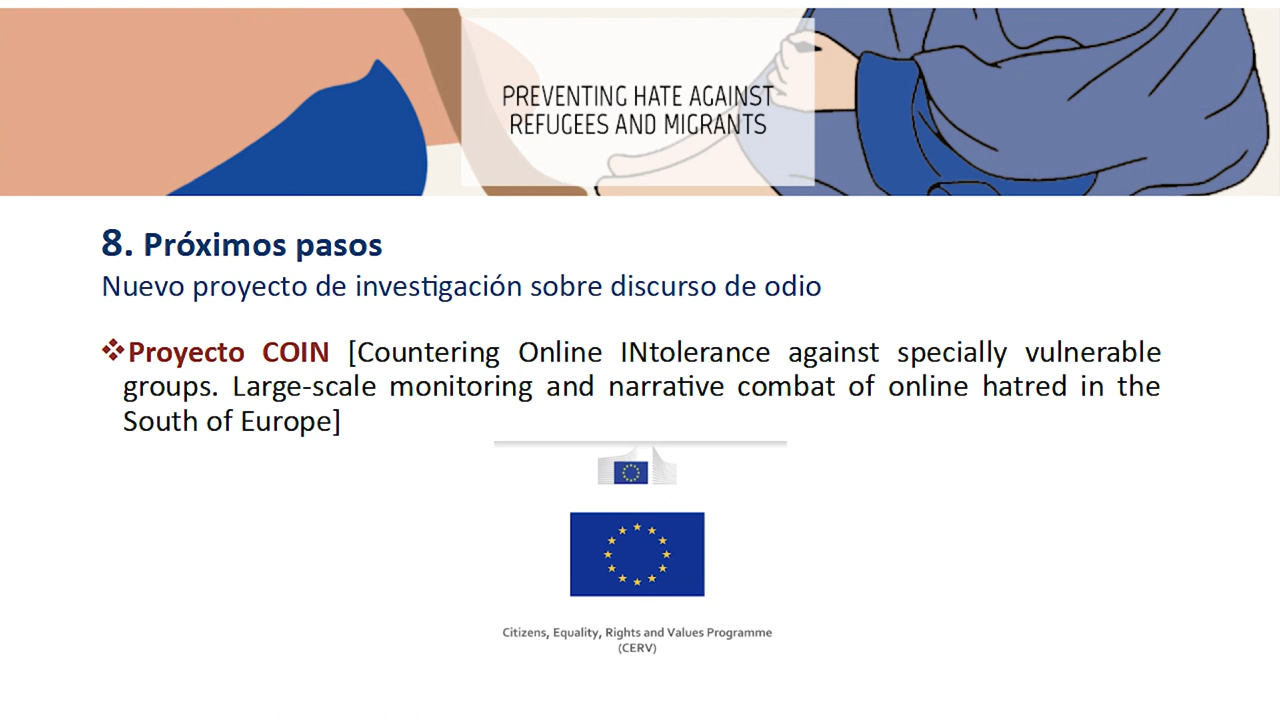 PREVENTING HATE AGAINST
REFUGEES AND MIGRANTS
8. Próximos pasos
Nuevo proyecto de investigación sobre discurso de odio
❖Proyecto COIN [Countering Online INtolerance against specially vulnerable
groups. Large-scale monitoring and narrative combat of online hatred in the
South of Europe]
Citizens, Equality, Rights and Values Programme
(CERV)